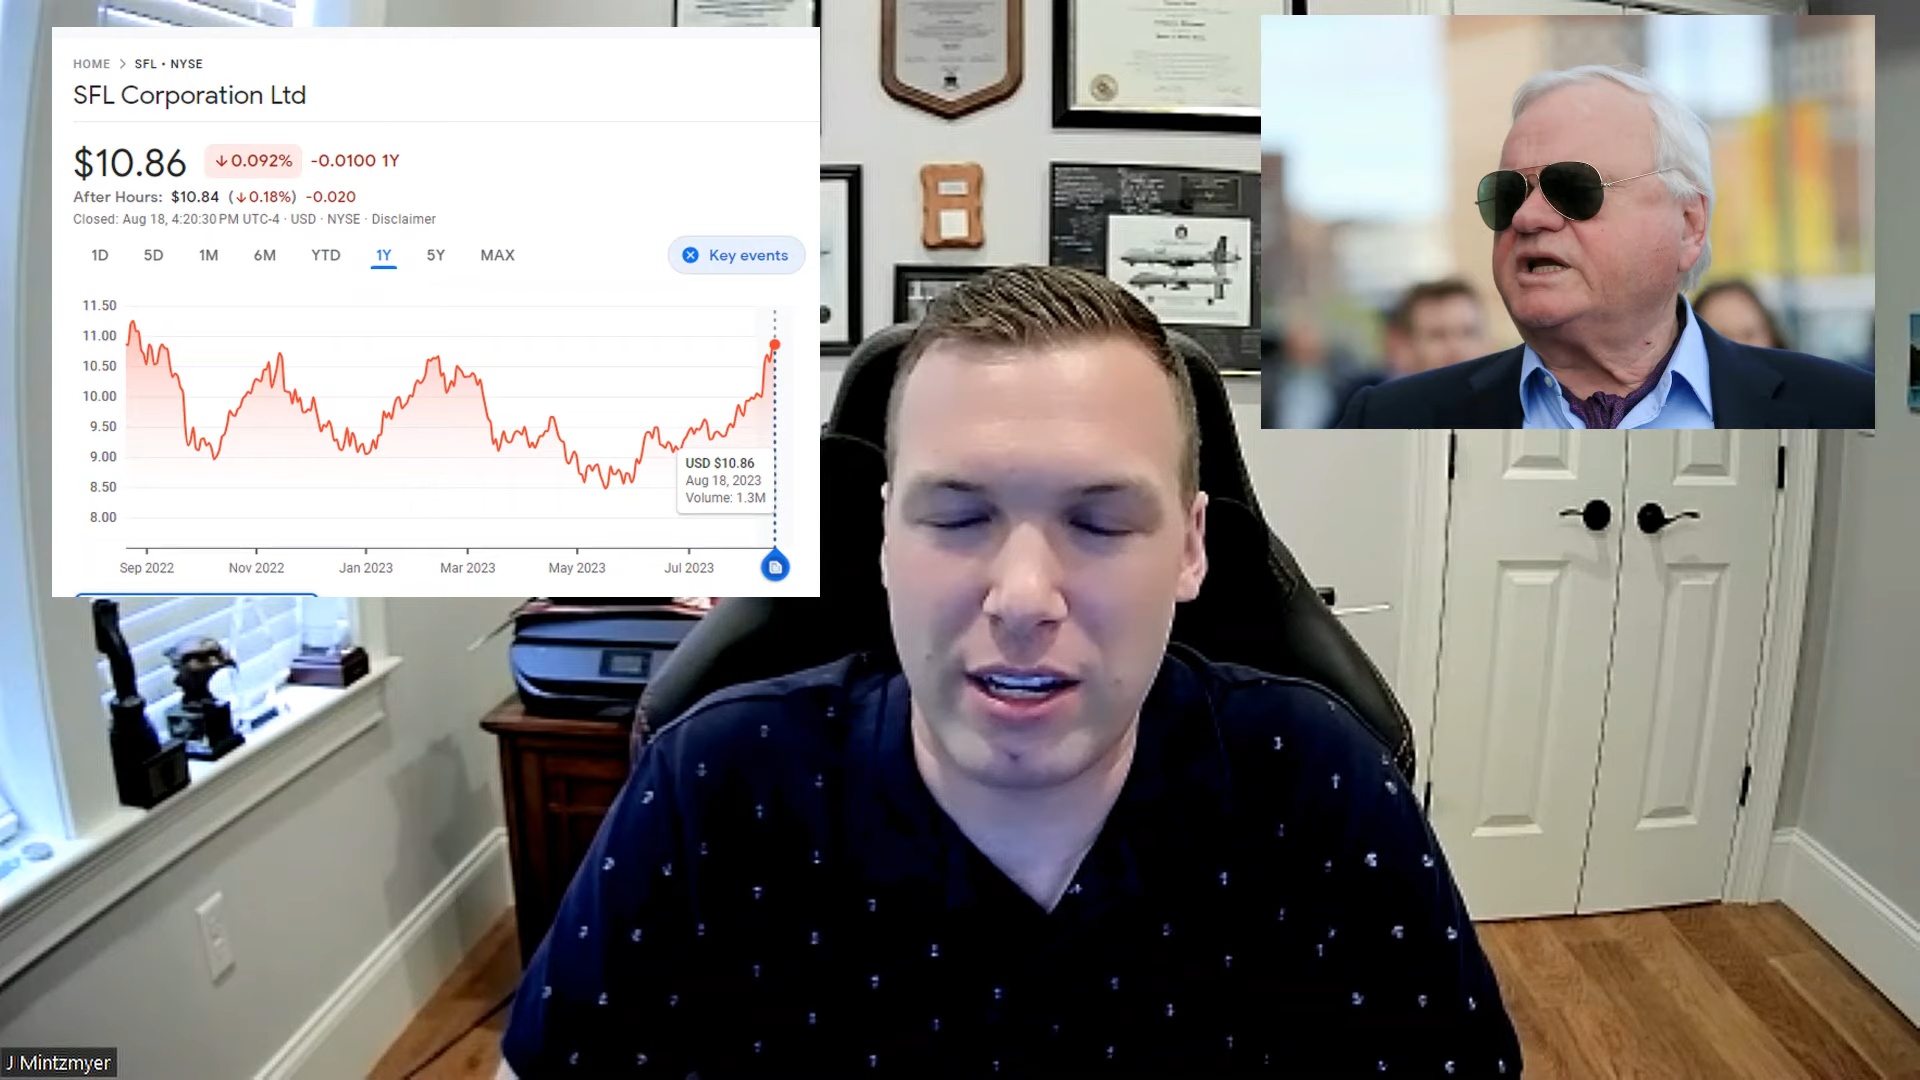 HOME > SFL • NYSE
SFL Corporation Ltd
$10.86 ↓0.092% -0.0100 1Y
After Hours: $10.84 (↓0.18%) -0.020
Closed: Aug 18, 4:20:30 PM UTC-4 · USD · NYSE · Disclaimer
1D 5D 1M 6M YTD 1Y 5Y MAX
Key events
11.50
11.00
10.50
10.00
9.50
9.00
8.50
8.00
USD $10.86
Aug 18, 2023
Volume: 1.3M
Sep 2022 Nov 2022 Jan 2023 Mar 2023 May 2023 Jul 2023
J Mintzmyer